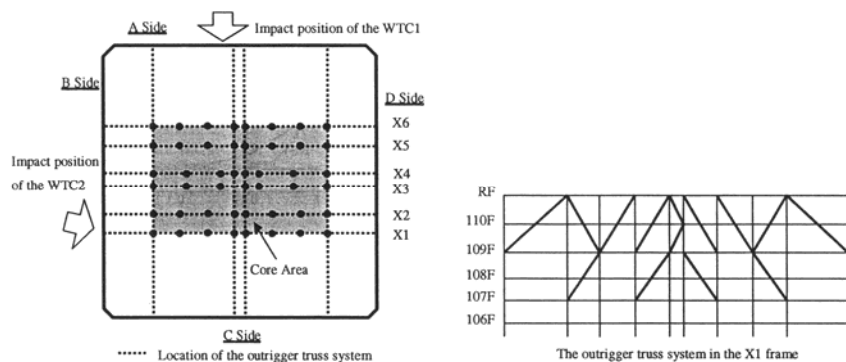 Impact position of the WTC1
A Side
B Side
D Side
X6
X5
Impact position
of the WTC2
X4
X3
X2
X1
Core Area
C Side
Location of the outrigger truss system
RF
110F
109F
108F
107F
106F
The outrigger truss system in the X1 frame